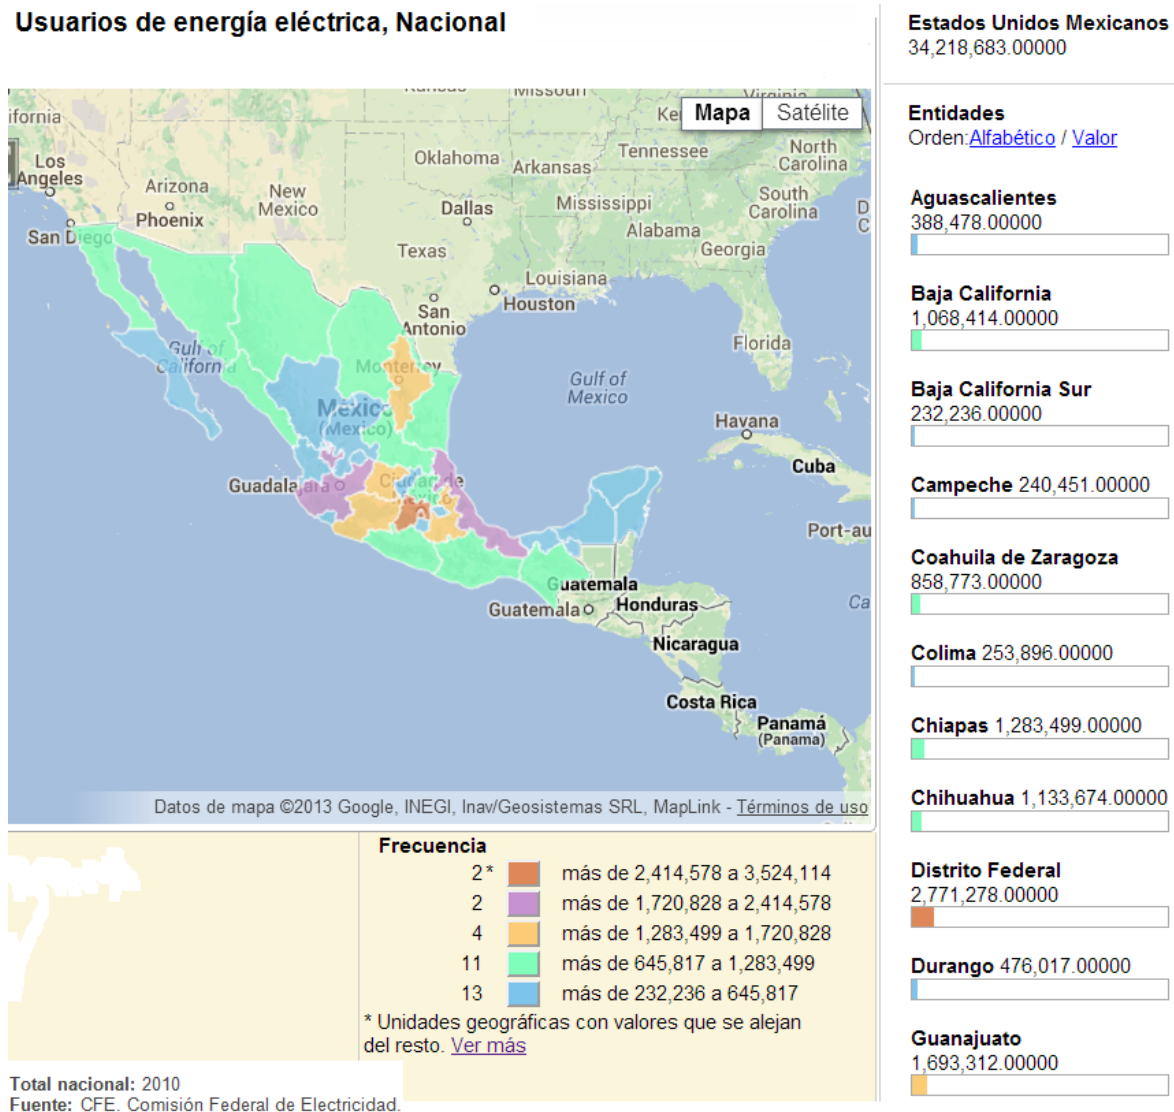 Usuarios de energía eléctrica, Nacional
Mapa
Satélite
Missouri
Virginia
ifornia
Los
Angeles
Arizona
Phoenix
New
Mexico
Oklahoma
Arkansas
Tennessee
North
Carolina
South
Carolina
Dallas
Mississippi
Alabama
Georgia
San Diego
Texas
Louisiana
Houston
San
Antonio
Florida
Gulf of
California
Monterrey
México
(Mexico)
Gulf of
Mexico
Havana
Cuba
Guadalajara
Ciudad de
México
Port-au
Guatemala
Guatemala
Honduras
Nicaragua
Ca
Costa Rica
Panamá
(Panama)
Datos de mapa ©2013 Google, INEGI, Inav/Geosistemas SRL, MapLink - Términos de uso
Frecuencia
2* más de 2,414,578 a 3,524,114
2 más de 1,720,828 a 2,414,578
4 más de 1,283,499 a 1,720,828
11 más de 645,817 a 1,283,499
13 más de 232,236 a 645,817
* Unidades geográficas con valores que se alejan
del resto. Ver más
Total nacional: 2010
Fuente: CFE. Comisión Federal de Electricidad.
Estados Unidos Mexicanos
34,218,683.00000
Entidades
Orden:Alfabético / Valor
Aguascalientes
388,478.00000
Baja California
1,068,414.00000
Baja California Sur
232,236.00000
Campeche 240,451.00000
Coahuila de Zaragoza
858,773.00000
Colima 253,896.00000
Chiapas 1,283,499.00000
Chihuahua 1,133,674.00000
Distrito Federal
2,771,278.00000
Durango 476,017.00000
Guanajuato
1,693,312.00000